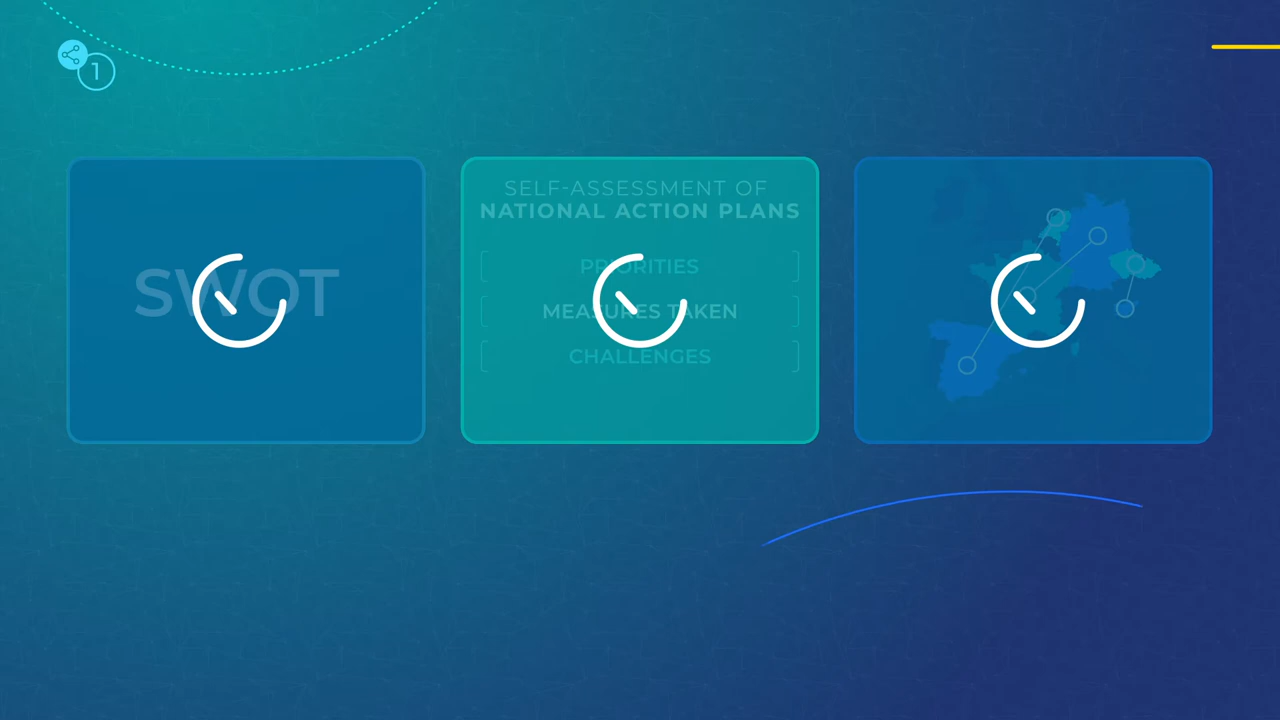 1
SWOT
SELF-ASSESSMENT OF
NATIONAL ACTION PLANS
PRIORITIES
MEASURES TAKEN
CHALLENGES